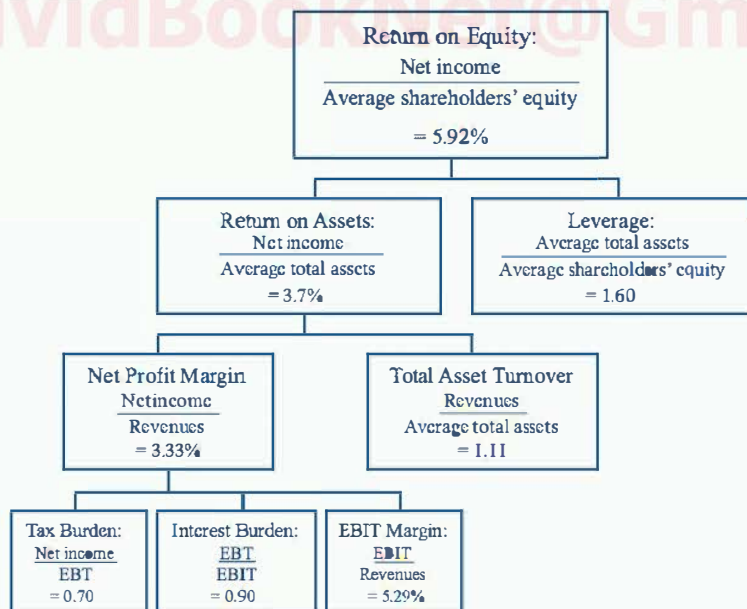 vidBookNet@Gm
Return on Equity:
Net income
Average shareholders' equity
= 5.92%
Return on Assets:
Net income
Average total assets
= 3.7%
Leverage:
Average total assets
Average shareholders' equity
= 1.60
Net Profit Margin
Netincome
Revenues
= 3.33%
Total Asset Turnover
Revenues
Average total assets
= 1.11
Tax Burden:
Net income
EBT
= 0.70
Interest Burden:
EBT
EBIT
= 0.90
EBIT Margin:
EBIT
Revenues
= 5.29%